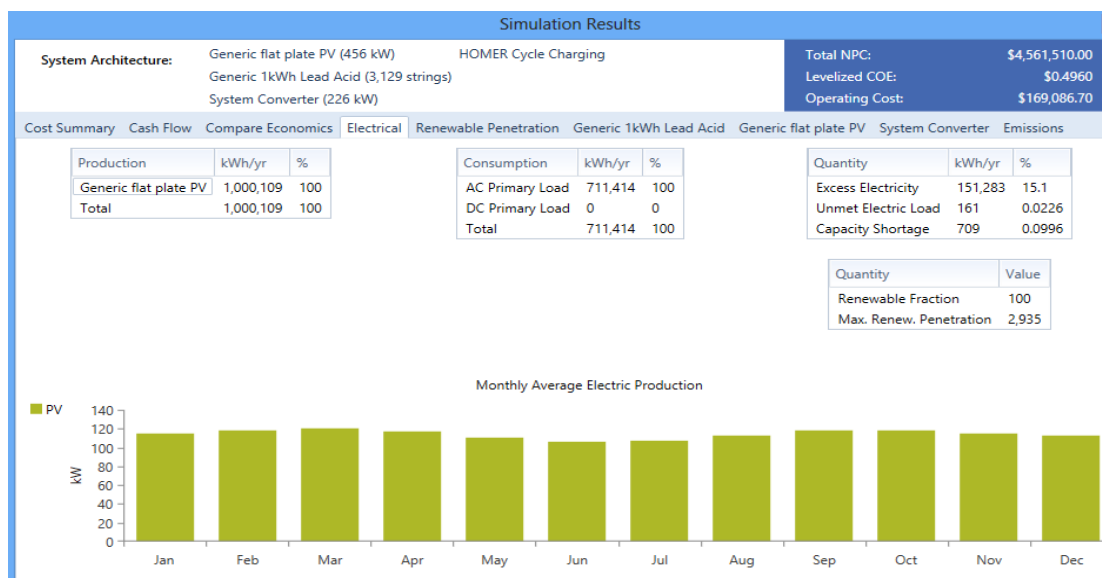 Simulation Results
System Architecture:
Generic flat plate PV (456 kW)
HOMER Cycle Charging
Generic 1kWh Lead Acid (3,129 strings)
System Converter (226 kW)
Total NPC: $4,561,510.00
Levelized COE: $0.4960
Operating Cost: $169,086.70
Cost Summary Cash Flow Compare Economics Electrical Renewable Penetration Generic 1kWh Lead Acid Generic flat plate PV System Converter Emissions
Production kWh/yr %
Generic flat plate PV 1,000,109 100
Total 1,000,109 100
Consumption kWh/yr %
AC Primary Load 711,414 100
DC Primary Load 0 0
Total 711,414 100
Quantity kWh/yr %
Excess Electricity 151,283 15.1
Unmet Electric Load 161 0.0226
Capacity Shortage 709 0.0996
Quantity Value
Renewable Fraction 100
Max. Renew. Penetration 2,935
Monthly Average Electric Production
PV
kW
140
120
100
80
60
40
20
0
Jan Feb Mar Apr May Jun Jul Aug Sep Oct Nov Dec